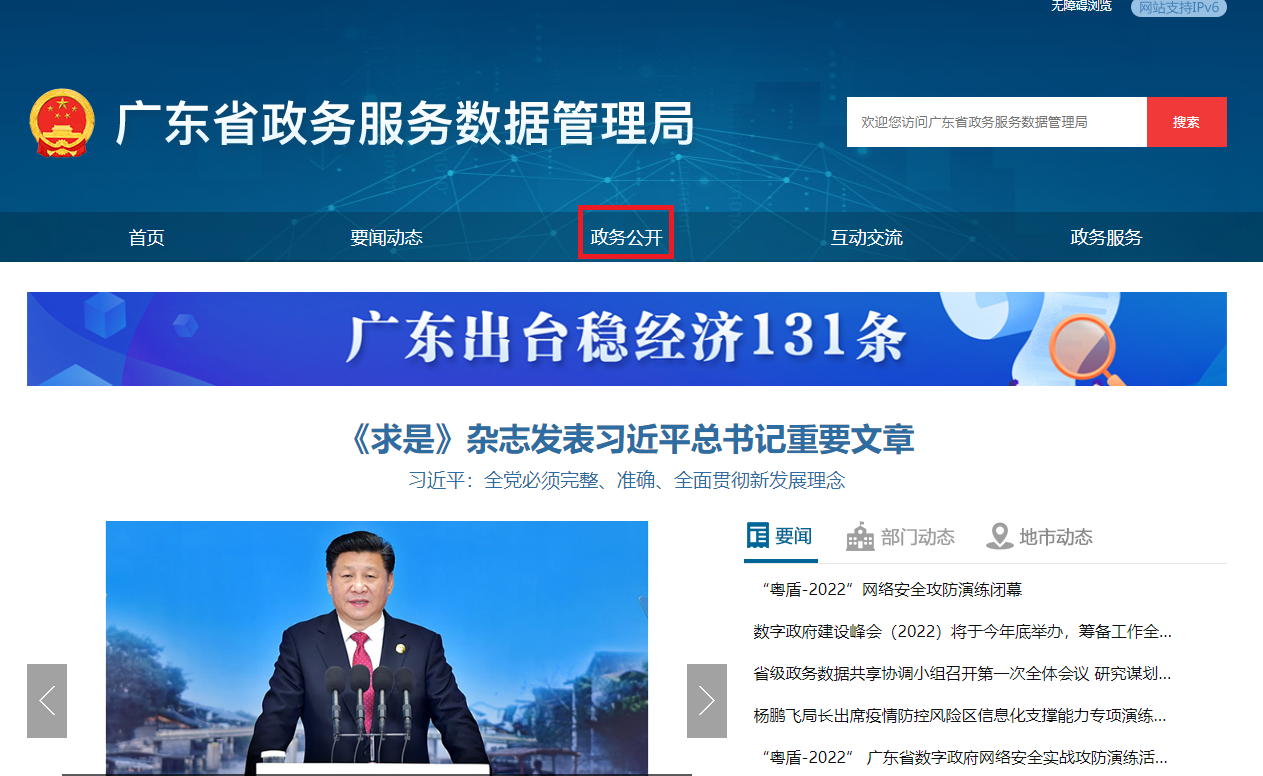 无障碍浏览 网站支持IPv6
广东省政务服务数据管理局
欢迎您访问广东省政务服务数据管理局 搜索
首页 要闻动态 政务公开 互动交流 政务服务
广东出台稳经济131条
《求是》杂志发表习近平总书记重要文章
习近平：全党必须完整、准确、全面贯彻新发展理念
要闻 部门动态 地市动态
“粤盾-2022”网络安全攻防演练闭幕
数字政府建设峰会（2022）将于今年底举办，筹备工作全...
省级政务数据共享协调小组召开第一次全体会议 研究谋划...
杨鹏飞局长出席疫情防控风险区信息化支撑能力专项演练...
“粤盾-2022” 广东省数字政府网络安全实战攻防演练活...